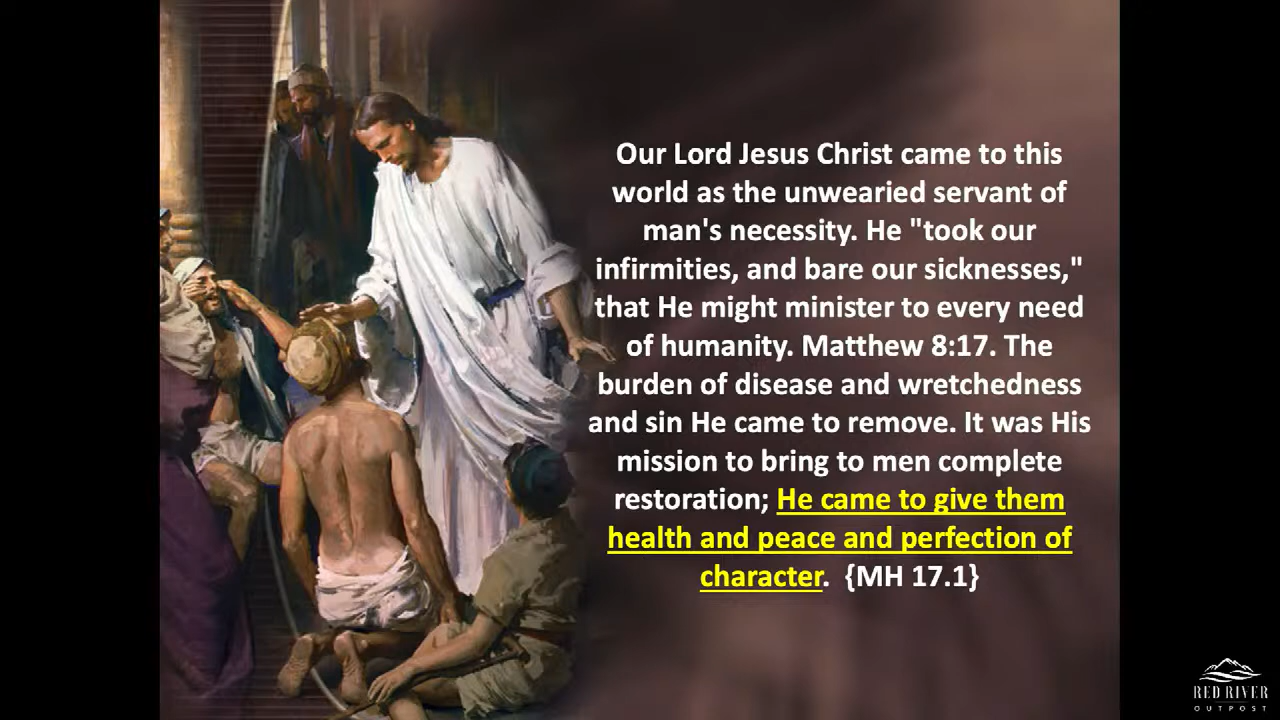 Our Lord Jesus Christ came to this
world as the unwearied servant of
man's necessity. He "took our
infirmities, and bare our sicknesses,"
that He might minister to every need
of humanity. Matthew 8:17. The
burden of disease and wretchedness
and sin He came to remove. It was His
mission to bring to men complete
restoration; He came to give them
health and peace and perfection of
character.  {MH 17.1}
RED RIVER
OUTPOST